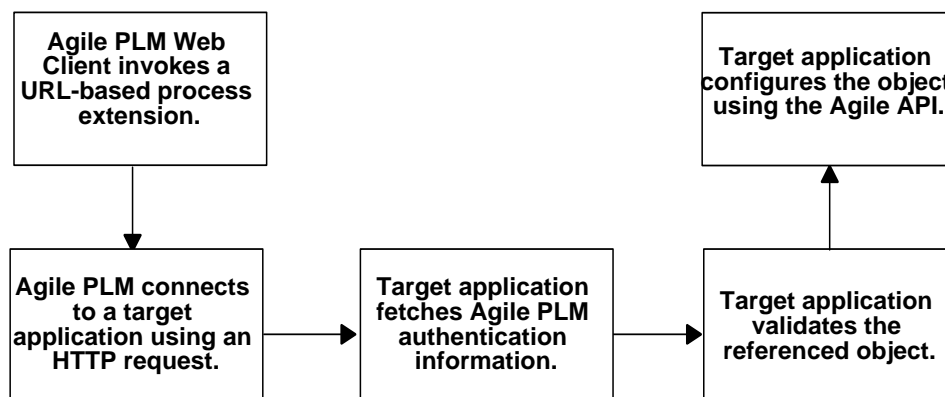 Agile PLM Web
Client invokes a
URL-based process
extension.
Agile PLM connects
to a target
application using an
HTTP request.
Target application
fetches Agile PLM
authentication
information.
Target application
validates the
referenced object.
Target application
configures the object
using the Agile API.